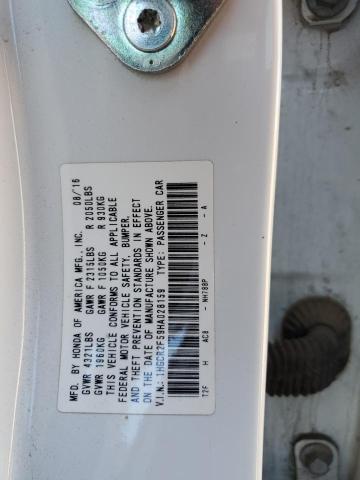 MFD. BY HONDA OF AMERICA MFG., INC. 08/16
GVWR 4321LBS GAWR F 2315LBS R 2050LBS
GVWR 1960KG GAWR F 1050KG R 930KG
THIS VEHICLE CONFORMS TO ALL APPLICABLE
FEDERAL MOTOR VEHICLE SAFETY, BUMPER,
AND THEFT PREVENTION STANDARDS IN EFFECT
ON THE DATE OF MANUFACTURE SHOWN ABOVE.
V.I.N.: 1HGCR2F59HA028159 TYPE: PASSENGER CAR
T2F H AC8 - NH788P - Z - A